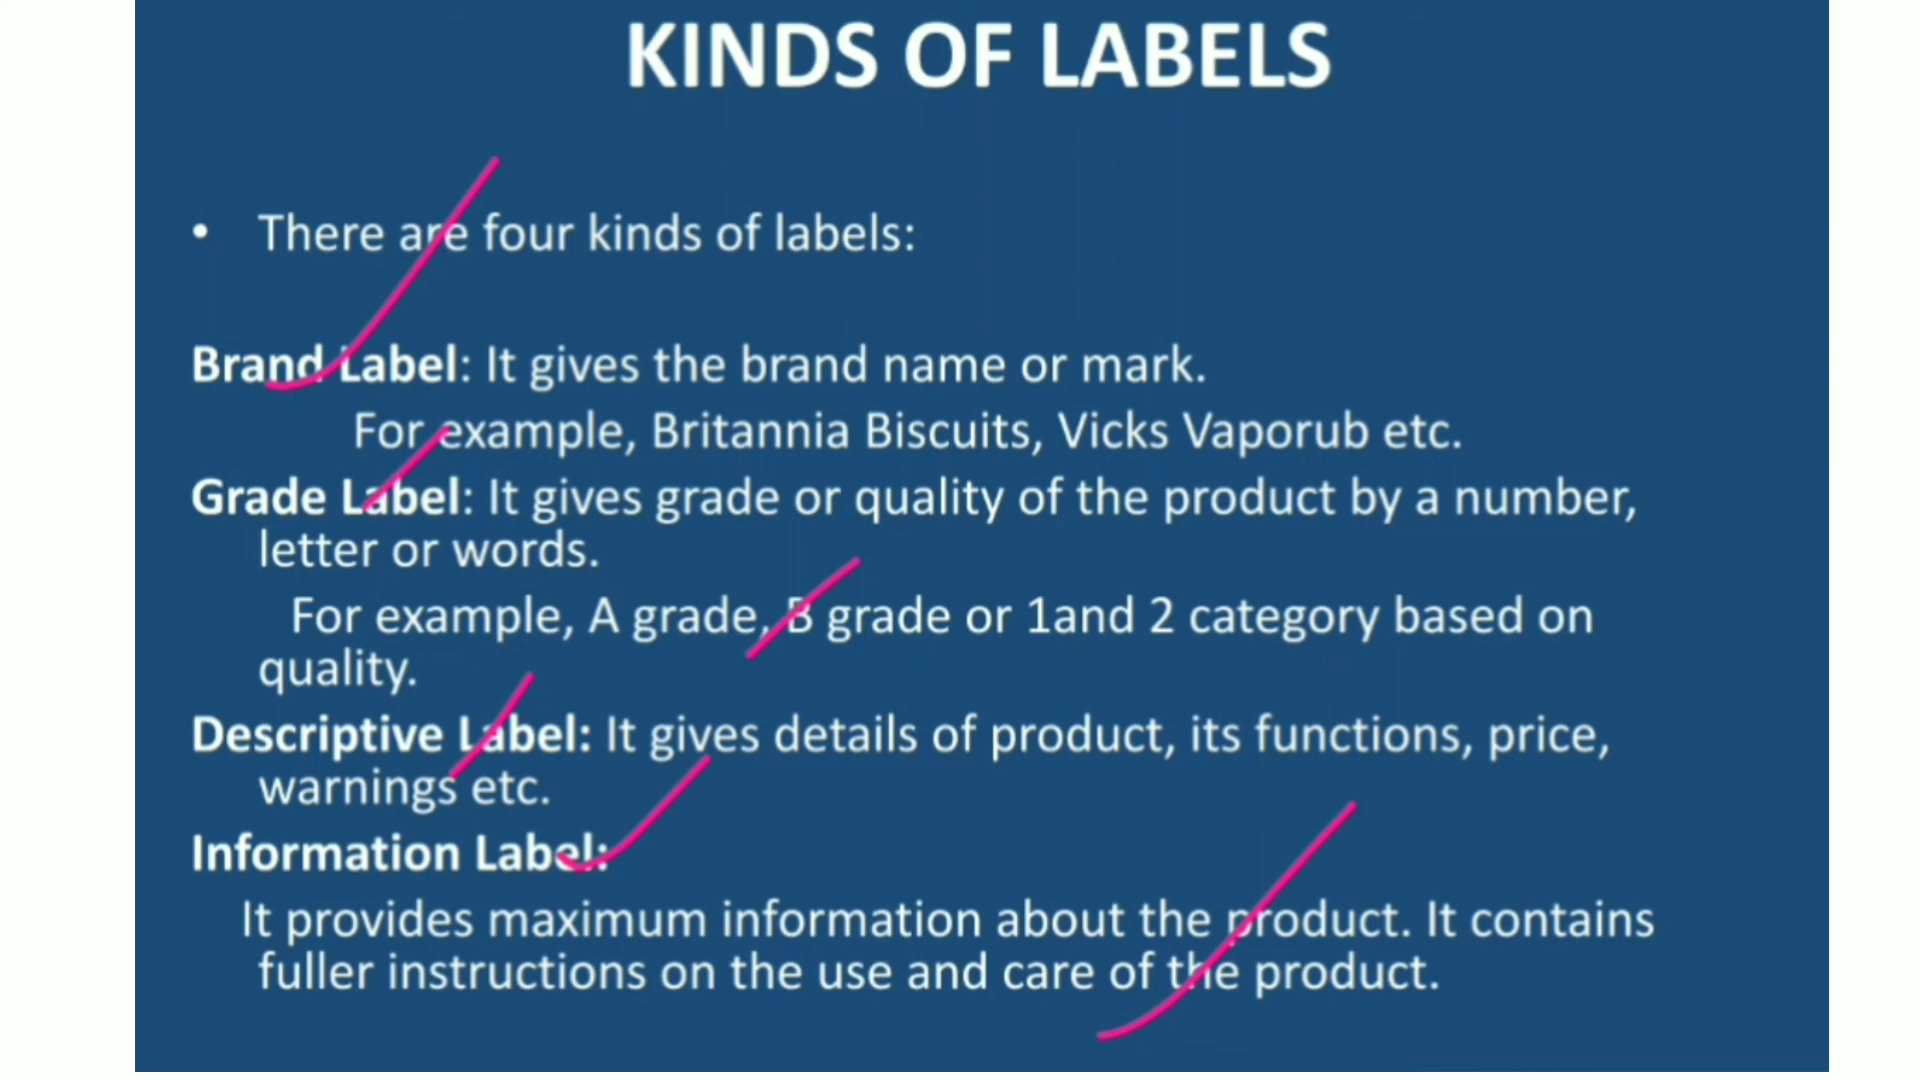 KINDS OF LABELS
• There are four kinds of labels:
Brand Label: It gives the brand name or mark.
For example, Britannia Biscuits, Vicks Vaporub etc.
Grade Label: It gives grade or quality of the product by a number,
letter or words.
For example, A grade, B grade or 1and 2 category based on
quality.
Descriptive Label: It gives details of product, its functions, price,
warnings etc.
Information Label:
It provides maximum information about the product. It contains
fuller instructions on the use and care of the product.